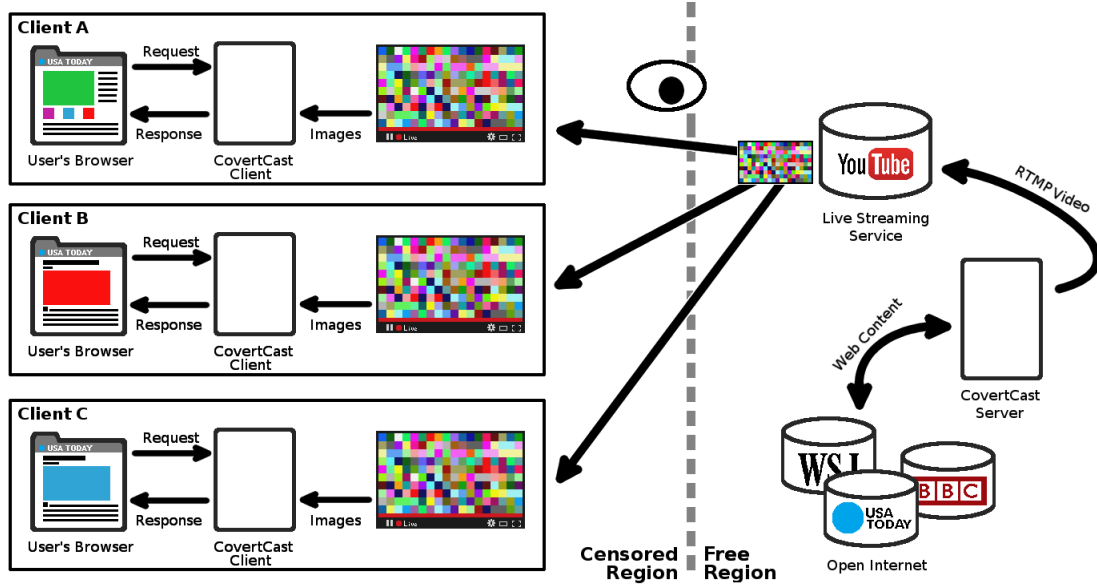 Client A
USA TODAY
Request
Response
Images
Live
User's Browser
CovertCast
Client
Client B
USA TODAY
Request
Response
Images
Live
User's Browser
CovertCast
Client
Client C
USA TODAY
Request
Response
Images
Live
User's Browser
CovertCast
Client
YouTube
Live Streaming
Service
RTMP Video
Web Content
CovertCast
Server
WSJ
BBC
USA
TODAY
Open Internet
Censored
Region
Free
Region